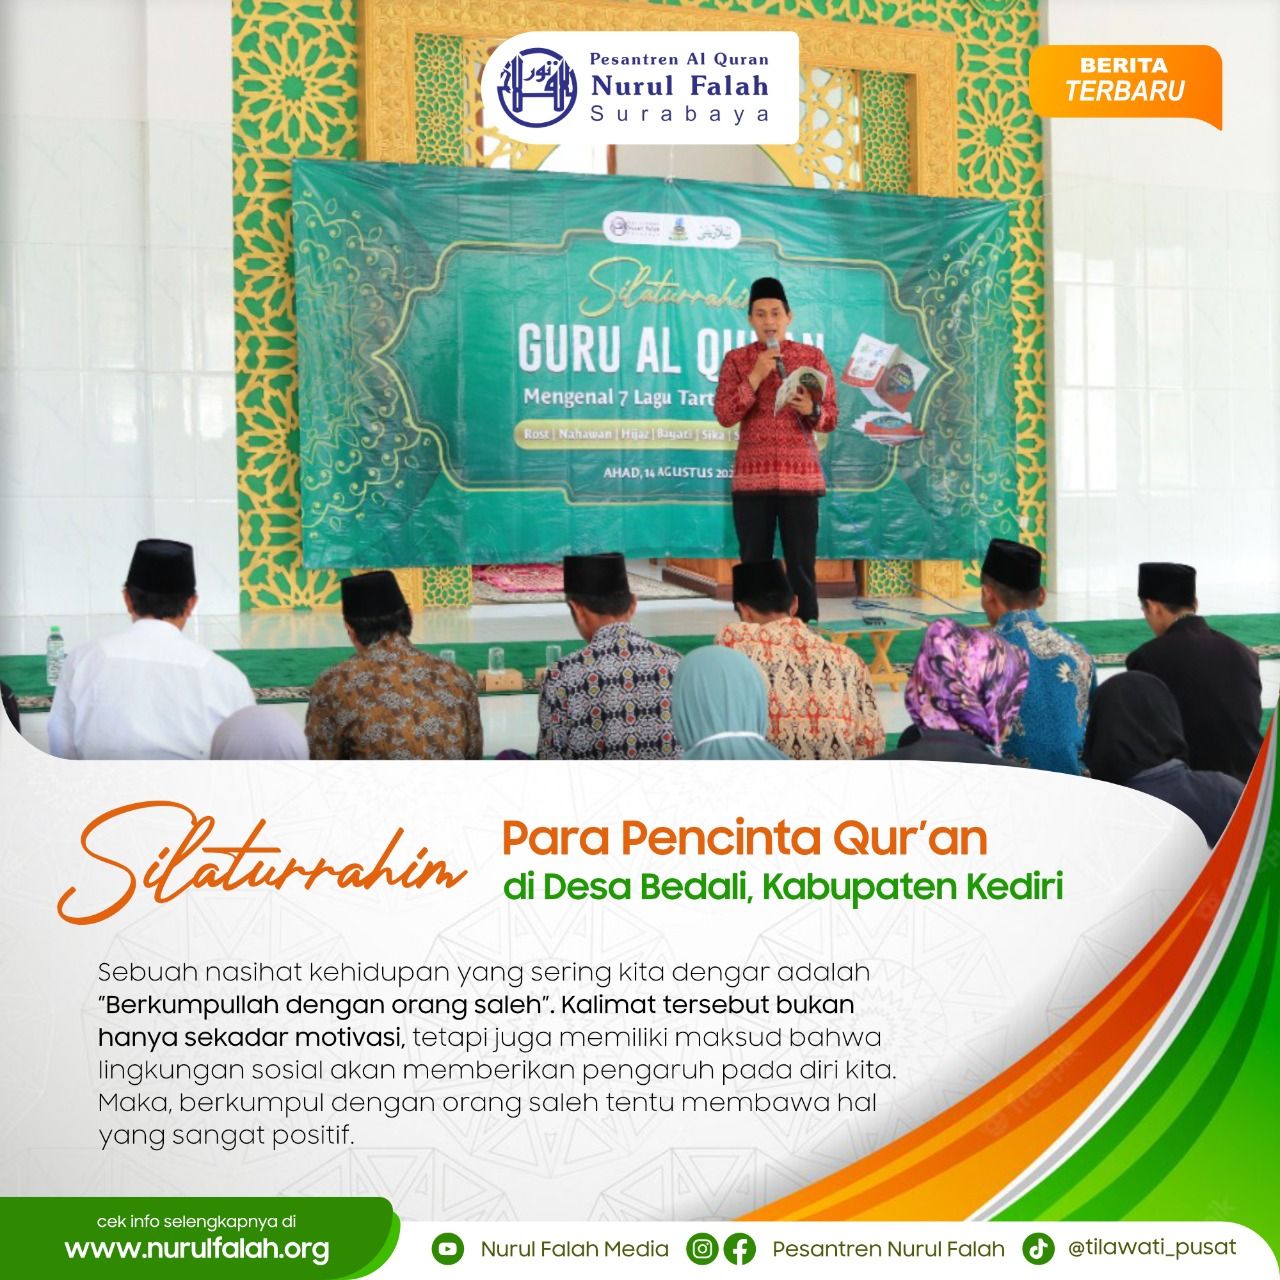 Pesantren Al Quran
Nurul Falah
Surabaya
BERITA
TERBARU
Nurul Falah
Silaturrahim
GURU AL
Mengenal 7 Lagu
Rost | Nahawan | Hijaz | Bayati | Sika |
AHAD, 14 AGUSTUS
Silaturrahim
Para Pencinta Qur'an
di Desa Bedali, Kabupaten Kediri
Sebuah nasihat kehidupan yang sering kita dengar adalah
"Berkumpullah dengan orang saleh". Kalimat tersebut bukan
hanya sekadar motivasi, tetapi juga memiliki maksud bahwa
lingkungan sosial akan memberikan pengaruh pada diri kita.
Maka, berkumpul dengan orang saleh tentu membawa hal
yang sangat positif.
cek info selengkapnya di
www.nurulfalah.org
Nurul Falah Media
Pesantren Nurul Falah
@tilawati_pusat